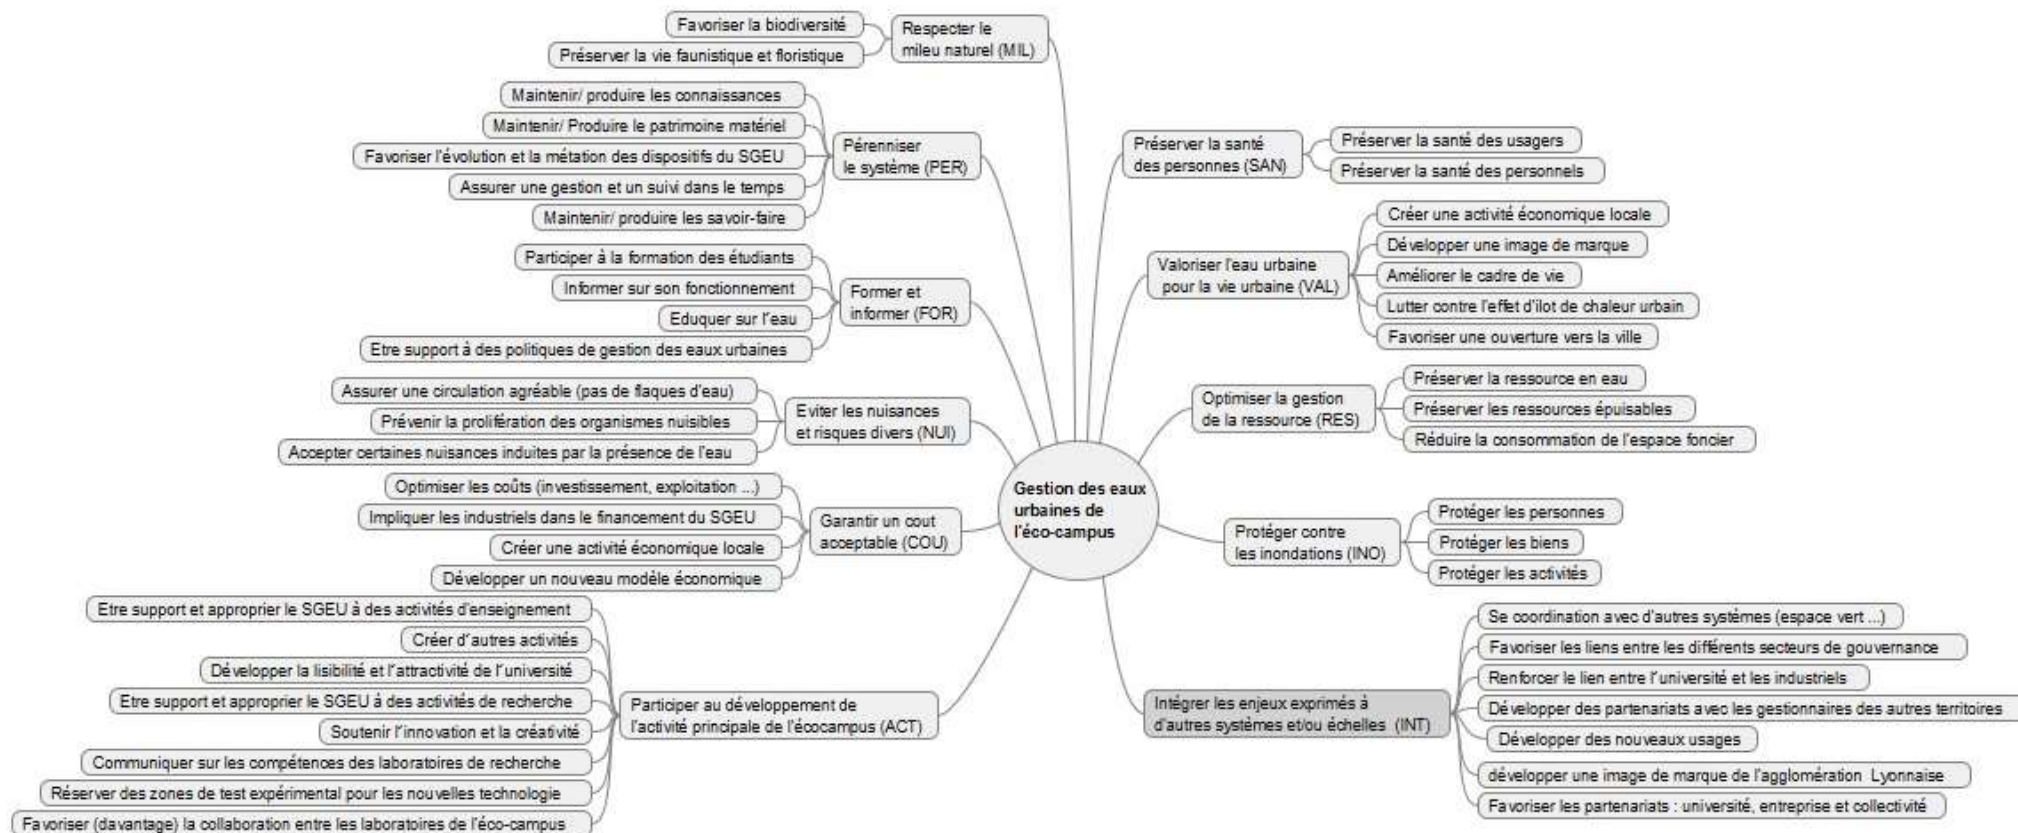 Favoriser la biodiversité
Préserver la vie faunistique et floristique
Respecter le
mileu naturel (MIL)
Maintenir/ produire les connaissances
Maintenir/ Produire le patrimoine matériel
Favoriser l'évolution et la métation des dispositifs du SGEU
Assurer une gestion et un suivi dans le temps
Maintenir/ produire les savoir-faire
Pérenniser
le système (PER)
Participer à la formation des étudiants
Informer sur son fonctionnement
Eduquer sur l'eau
Etre support à des politiques de gestion des eaux urbaines
Former et
informer (FOR)
Assurer une circulation agréable (pas de flaques d'eau)
Prévenir la prolifération des organismes nuisibles
Accepter certaines nuisances induites par la présence de l'eau
Eviter les nuisances
et risques divers (NUI)
Optimiser les coûts (investissement, exploitation ...)
Impliquer les industriels dans le financement du SGEU
Créer une activité économique locale
Développer un nouveau modèle économique
Garantir un cout
acceptable (COU)
Etre support et approprier le SGEU à des activités d'enseignement
Créer d'autres activités
Développer la lisibilité et l'attractivité de l'université
Etre support et approprier le SGEU à des activités de recherche
Soutenir l'innovation et la créativité
Communiquer sur les compétences des laboratoires de recherche
Réserver des zones de test expérimental pour les nouvelles technologie
Favoriser (davantage) la collaboration entre les laboratoires de l'éco-campus
Participer au développement de
l'activité principale de l'écocampus (ACT)
Gestion des eaux
urbaines de
l'éco-campus
Préserver la santé
des personnes (SAN)
Préserver la santé des usagers
Préserver la santé des personnels
Valoriser l'eau urbaine
pour la vie urbaine (VAL)
Créer une activité économique locale
Développer une image de marque
Améliorer le cadre de vie
Lutter contre l'effet d'ilot de chaleur urbain
Favoriser une ouverture vers la ville
Optimiser la gestion
de la ressource (RES)
Préserver la ressource en eau
Préserver les ressources épuisables
Réduire la consommation de l'espace foncier
Protéger contre
les inondations (INO)
Protéger les personnes
Protéger les biens
Protéger les activités
Intégrer les enjeux exprimés à
d'autres systèmes et/ou échelles (INT)
Se coordination avec d'autres systèmes (espace vert ...)
Favoriser les liens entre les différents secteurs de gouvernance
Renforcer le lien entre l'université et les industriels
Développer des partenariats avec les gestionnaires des autres territoires
Développer des nouveaux usages
développer une image de marque de l'agglomération Lyonnaise
Favoriser les partenariats : université, entreprise et collectivité